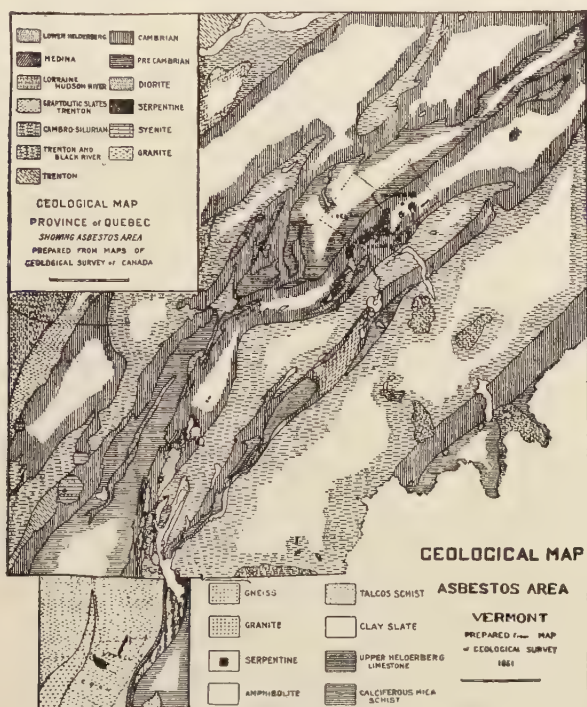 LOWER HELDERBERG
MEDINA
LORRAINE
HUDSON RIVER
GRAPTOLITIC SLATES
TRENTON
CAMBRO-SILURIAN
TRENTON AND
BLACK RIVER
TRENTON
CAMBRIAN
PRE CAMBRIAN
DIORITE
SERPENTINE
SYENITE
GRANITE
GEOLOGICAL MAP
PROVINCE of QUEBEC
SHOWING ASBESTOS AREA
PREPARED FROM MAPS OF
GEOLOGICAL SURVEY of CANADA
GEOLOGICAL MAP
ASBESTOS AREA
VERMONT
PREPARED from MAP
of GEOLOGICAL SURVEY
1861
GNEISS
GRANITE
SERPENTINE
AMPHIBOLITE
TALCOS SCHIST
CLAY SLATE
UPPER HELDERBERG
LIMESTONE
CALCIFEROUS MICA
SCHIST